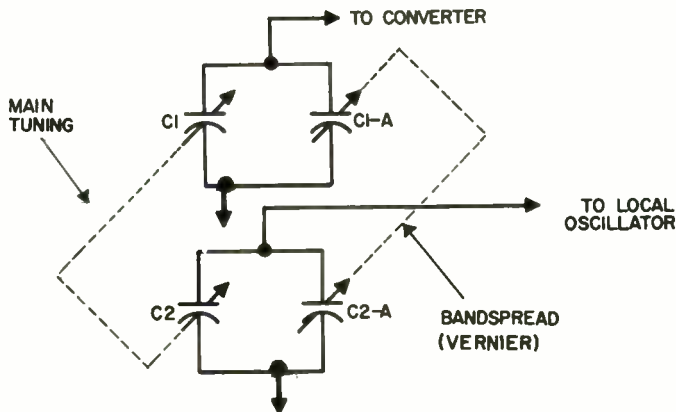 TO CONVERTER
MAIN
TUNING
C1
C1-A
TO LOCAL
OSCILLATOR
C2
C2-A
BANDSPREAD
(VERNIER)